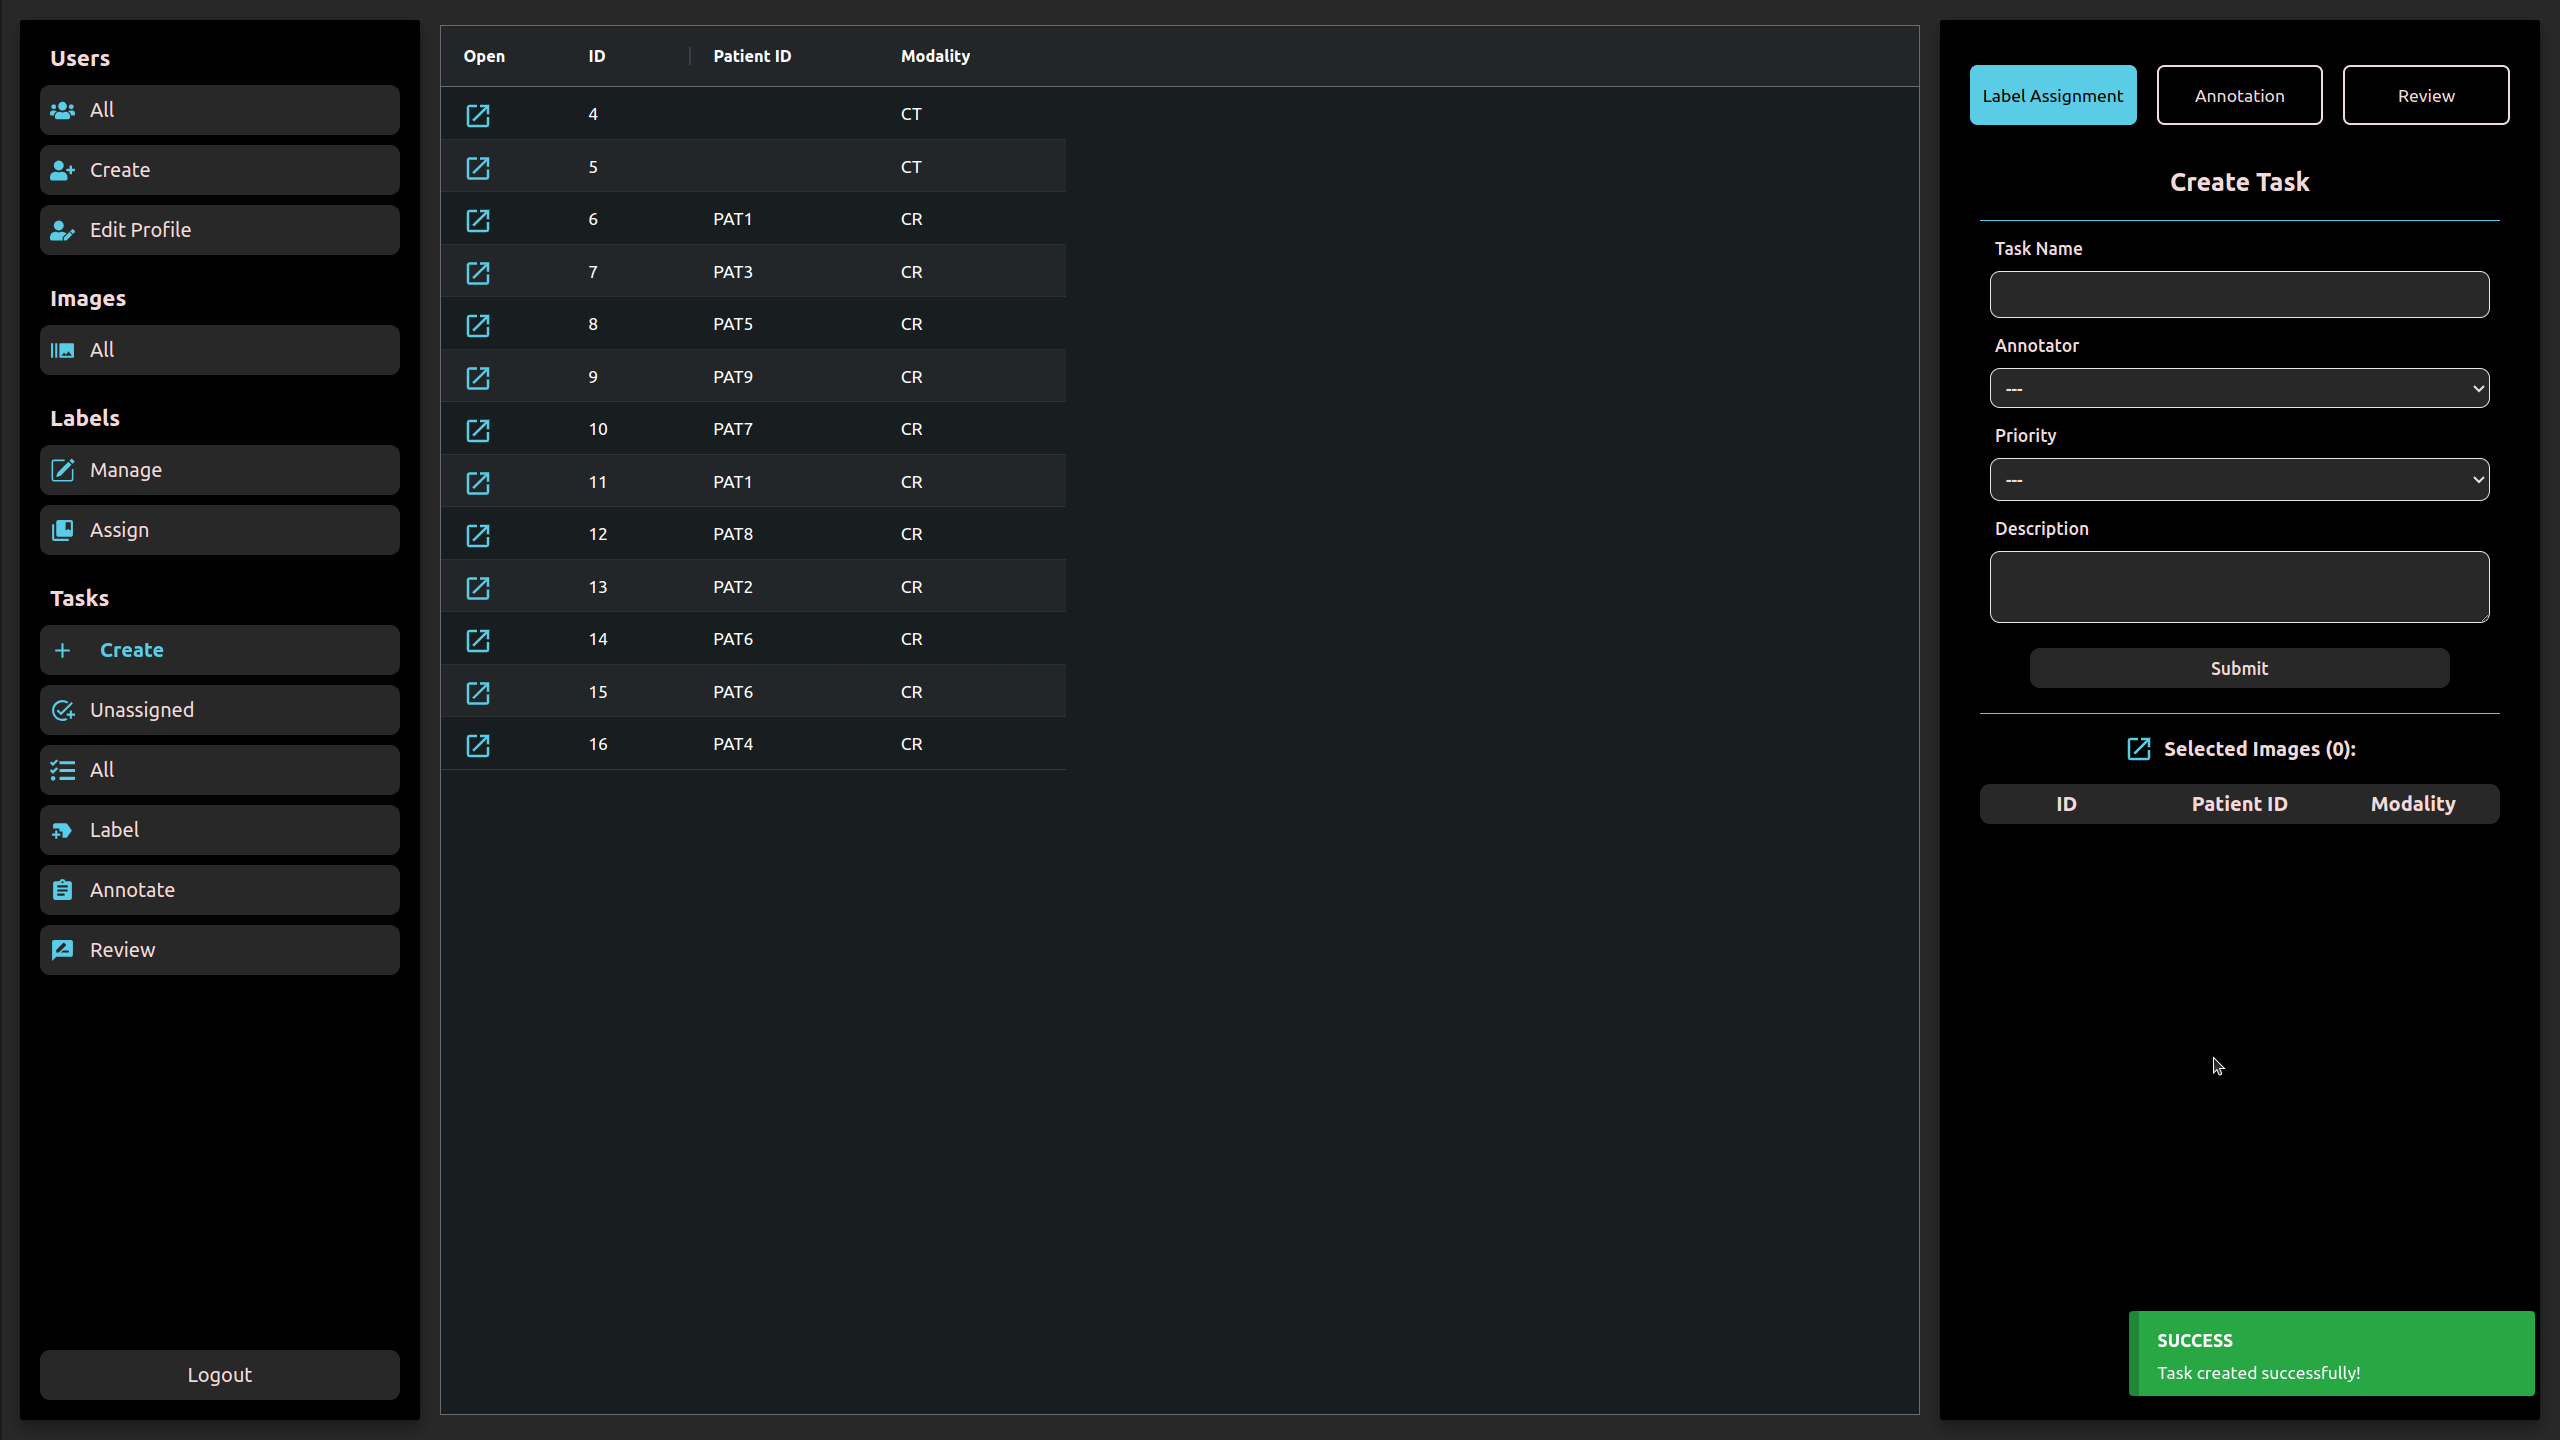 Users
All
Create
Edit Profile
Images
All
Labels
Manage
Assign
Tasks
Create
Unassigned
All
Label
Annotate
Review
Logout
Open ID Patient ID Modality
4 CT
5 CT
6 PAT1 CR
7 PAT3 CR
8 PAT5 CR
9 PAT9 CR
10 PAT7 CR
11 PAT1 CR
12 PAT8 CR
13 PAT2 CR
14 PAT6 CR
15 PAT6 CR
16 PAT4 CR
Label Assignment Annotation Review
Create Task
Task Name
Annotator
---
Priority
---
Description
Submit
Selected Images (0):
ID Patient ID Modality
SUCCESS
Task created successfully!